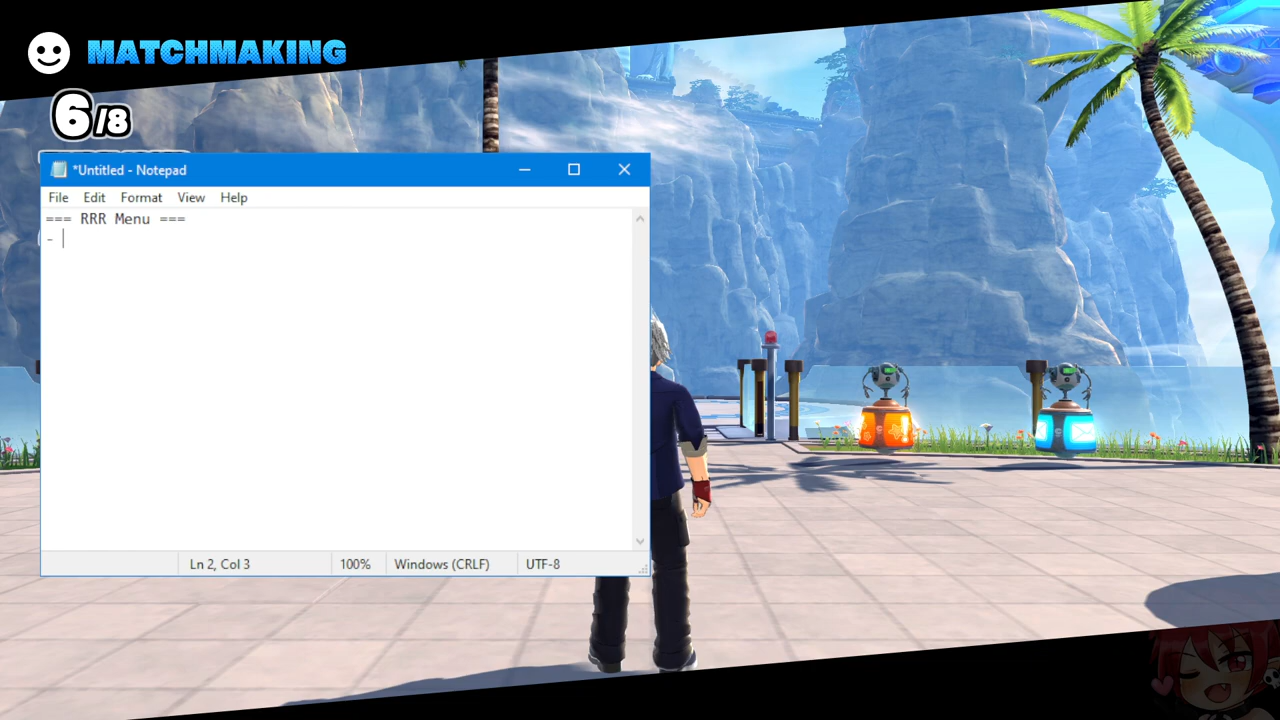 MATCHMAKING
6/8
*Untitled - Notepad
File Edit Format View Help
=== RRR Menu ===
-
Ln 2, Col 3 100% Windows (CRLF) UTF-8